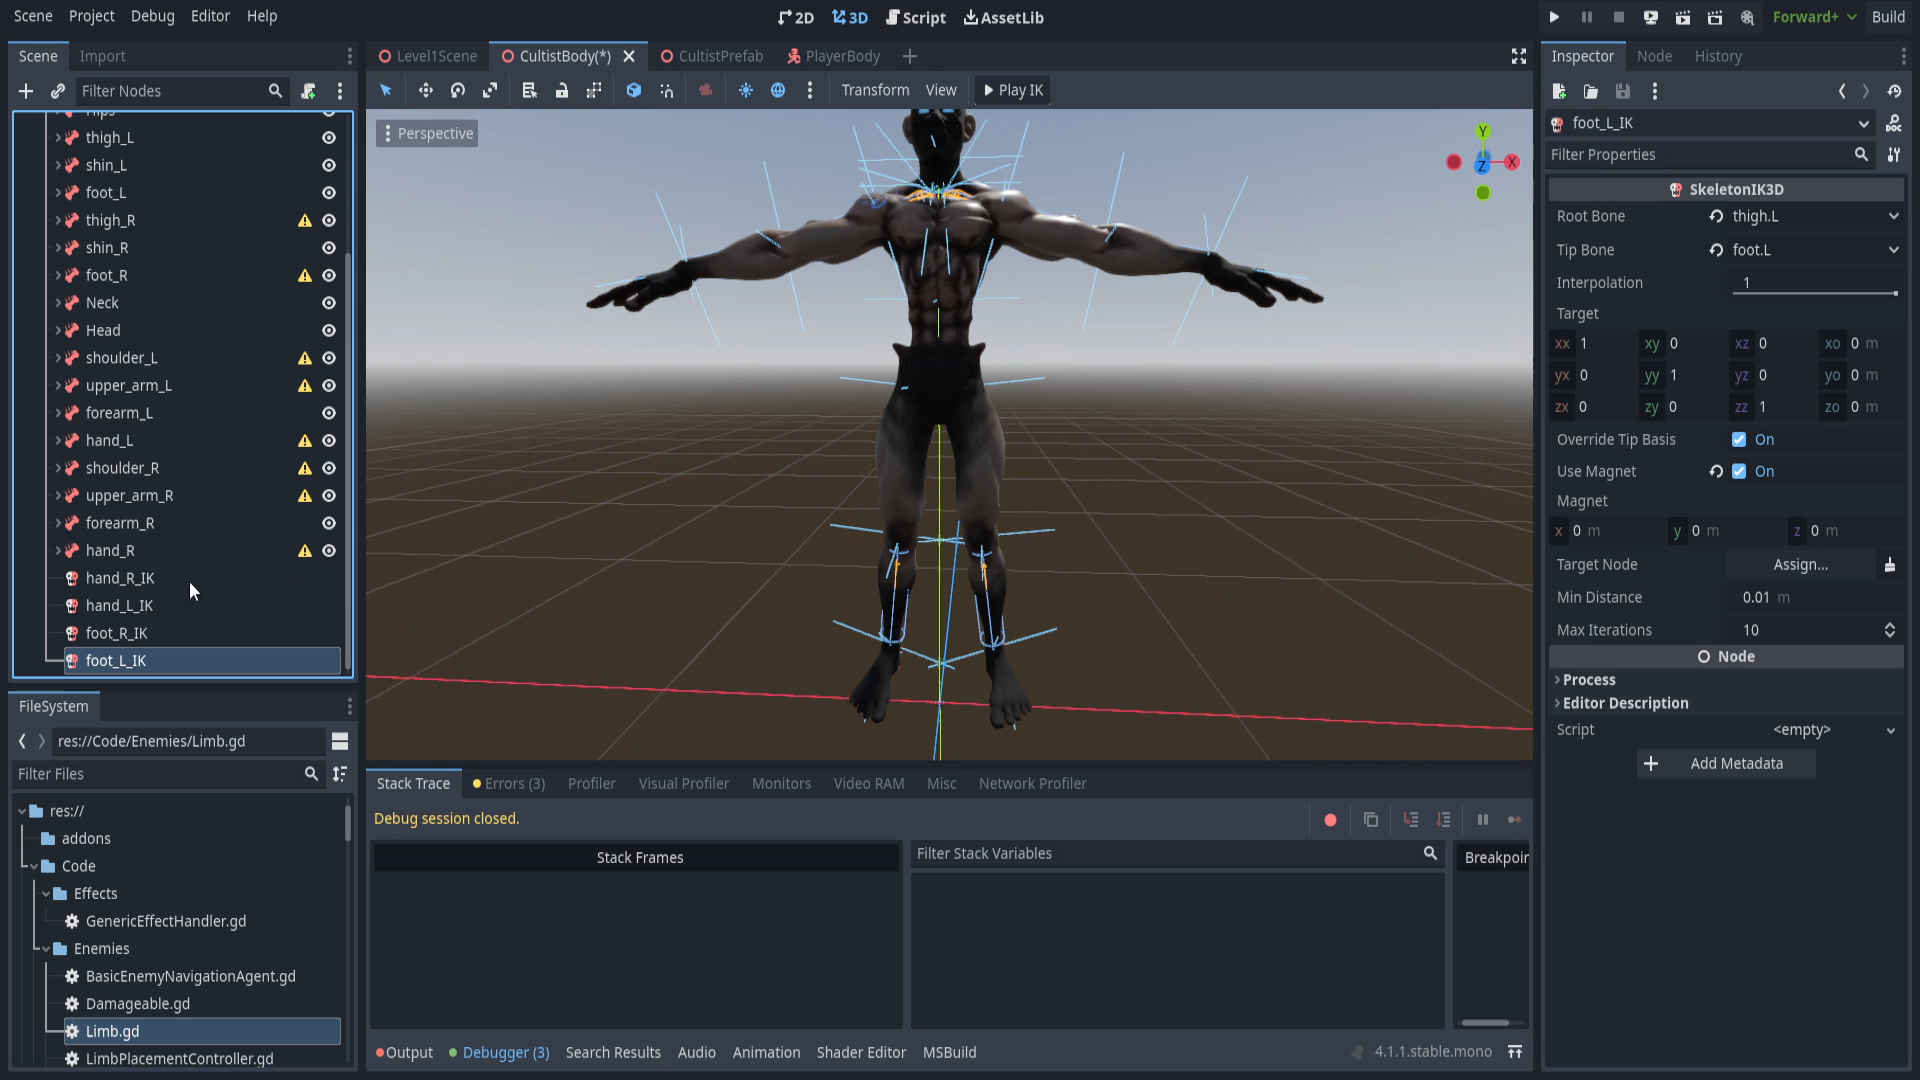 Scene Project Debug Editor Help
2D 3D Script AssetLib
Forward+ Build
Scene Import
Filter Nodes
Hips
thigh_L
shin_L
foot_L
thigh_R
shin_R
foot_R
Neck
Head
shoulder_L
upper_arm_L
forearm_L
hand_L
shoulder_R
upper_arm_R
forearm_R
hand_R
hand_R_IK
hand_L_IK
foot_R_IK
foot_L_IK
FileSystem
res://Code/Enemies/Limb.gd
Filter Files
res://
addons
Code
Effects
GenericEffectHandler.gd
Enemies
BasicEnemyNavigationAgent.gd
Damageable.gd
Limb.gd
LimbPlacementController.gd
Level1Scene CultistBody(*) CultistPrefab PlayerBody
Transform View Play IK
Perspective
Y
Z X
Stack Trace Errors (3) Profiler Visual Profiler Monitors Video RAM Misc Network Profiler
Debug session closed.
Stack Frames
Filter Stack Variables
Breakpoin
Output Debugger (3) Search Results Audio Animation Shader Editor MSBuild
4.1.1.stable.mono
Inspector Node History
foot_L_IK
Filter Properties
SkeletonIK3D
Root Bone thigh.L
Tip Bone foot.L
Interpolation 1
Target
xx 1 xy 0 xz 0 xo 0 m
yx 0 yy 1 yz 0 yo 0 m
zx 0 zy 0 zz 1 zo 0 m
Override Tip Basis On
Use Magnet On
Magnet
x 0 m y 0 m z 0 m
Target Node Assign...
Min Distance 0.01 m
Max Iterations 10
Node
Process
Editor Description
Script <empty>
Add Metadata